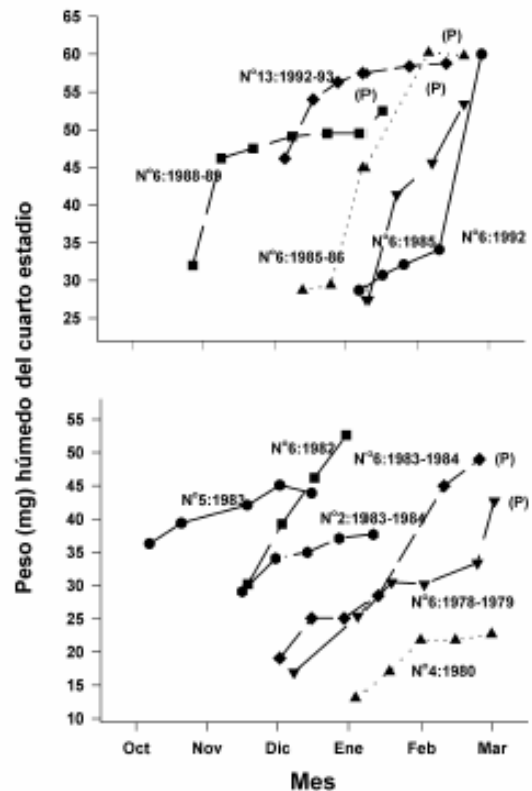 Peso (mg) húmedo del cuarto estadio
65
60
55
50
45
40
35
30
25
(P)
NO13:1992-93
(P)
(P)
NO6:1988-89
NO6:1985-86
NO6:1985
NO6:1992
55
50
45
40
35
30
25
20
15
10
NO6:1982
NO6:1983-1984
(P)
NO5:1983
NO2:1983-1984
(P)
NO6:1978-1979
NO4:1980
Oct Nov Dic Ene Feb Mar
Mes